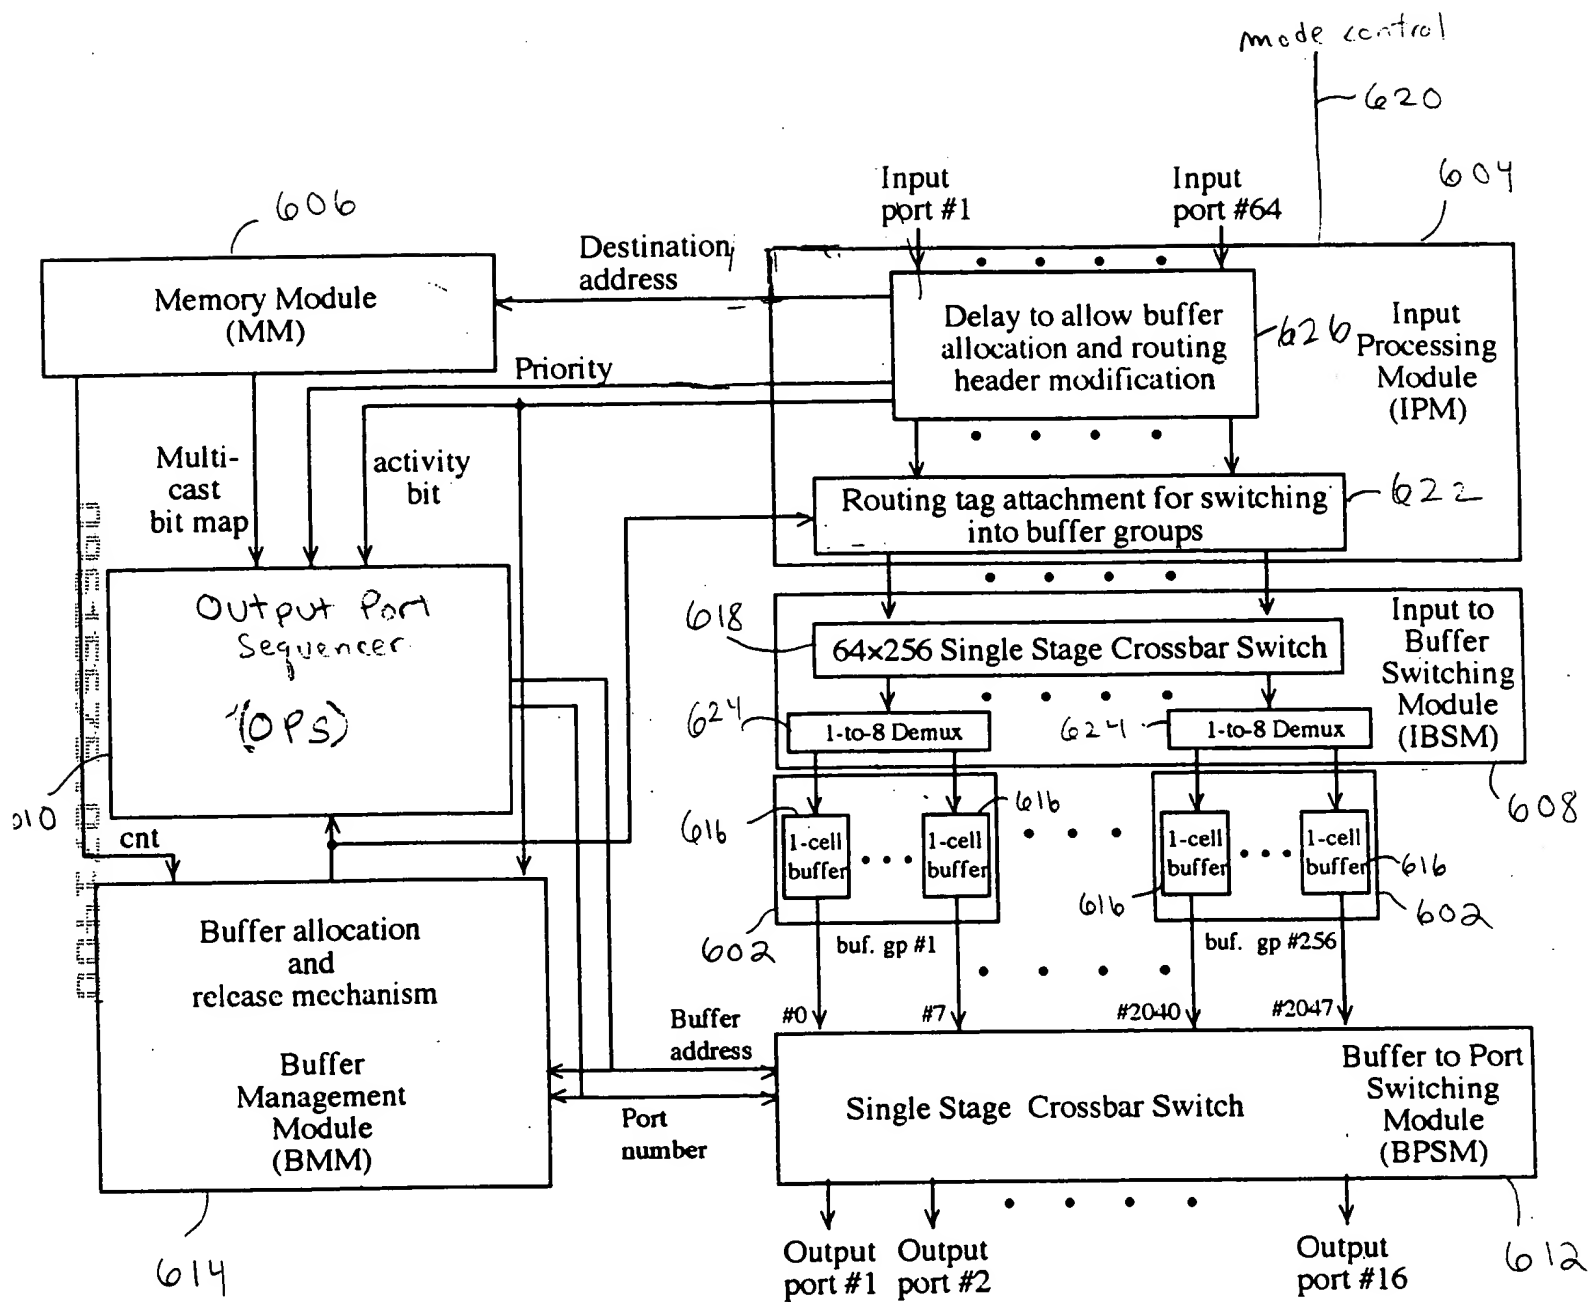 mode control
620
604
Input
port #1
Input
port #64
606
Destination
address
Memory Module
(MM)
Delay to allow buffer
allocation and routing
header modification
626
Input
Processing
Module
(IPM)
Priority
Multi-
cast
bit map
activity
bit
Routing tag attachment for switching
into buffer groups
622
Output Port
Sequencer
(OPS)
618
64×256 Single Stage Crossbar Switch
Input to
Buffer
Switching
Module
(IBSM)
624
1-to-8 Demux
624
1-to-8 Demux
608
610
cnt
616
1-cell
buffer
616
1-cell
buffer
1-cell
buffer
616
1-cell
buffer
616
602
buf. gp #1
buf. gp #256
602
Buffer allocation
and
release mechanism
Buffer
Management
Module
(BMM)
#0
#7
#2040
#2047
Buffer
address
Port
number
Single Stage Crossbar Switch
Buffer to Port
Switching
Module
(BPSM)
614
612
Output
port #1
Output
port #2
Output
port #16